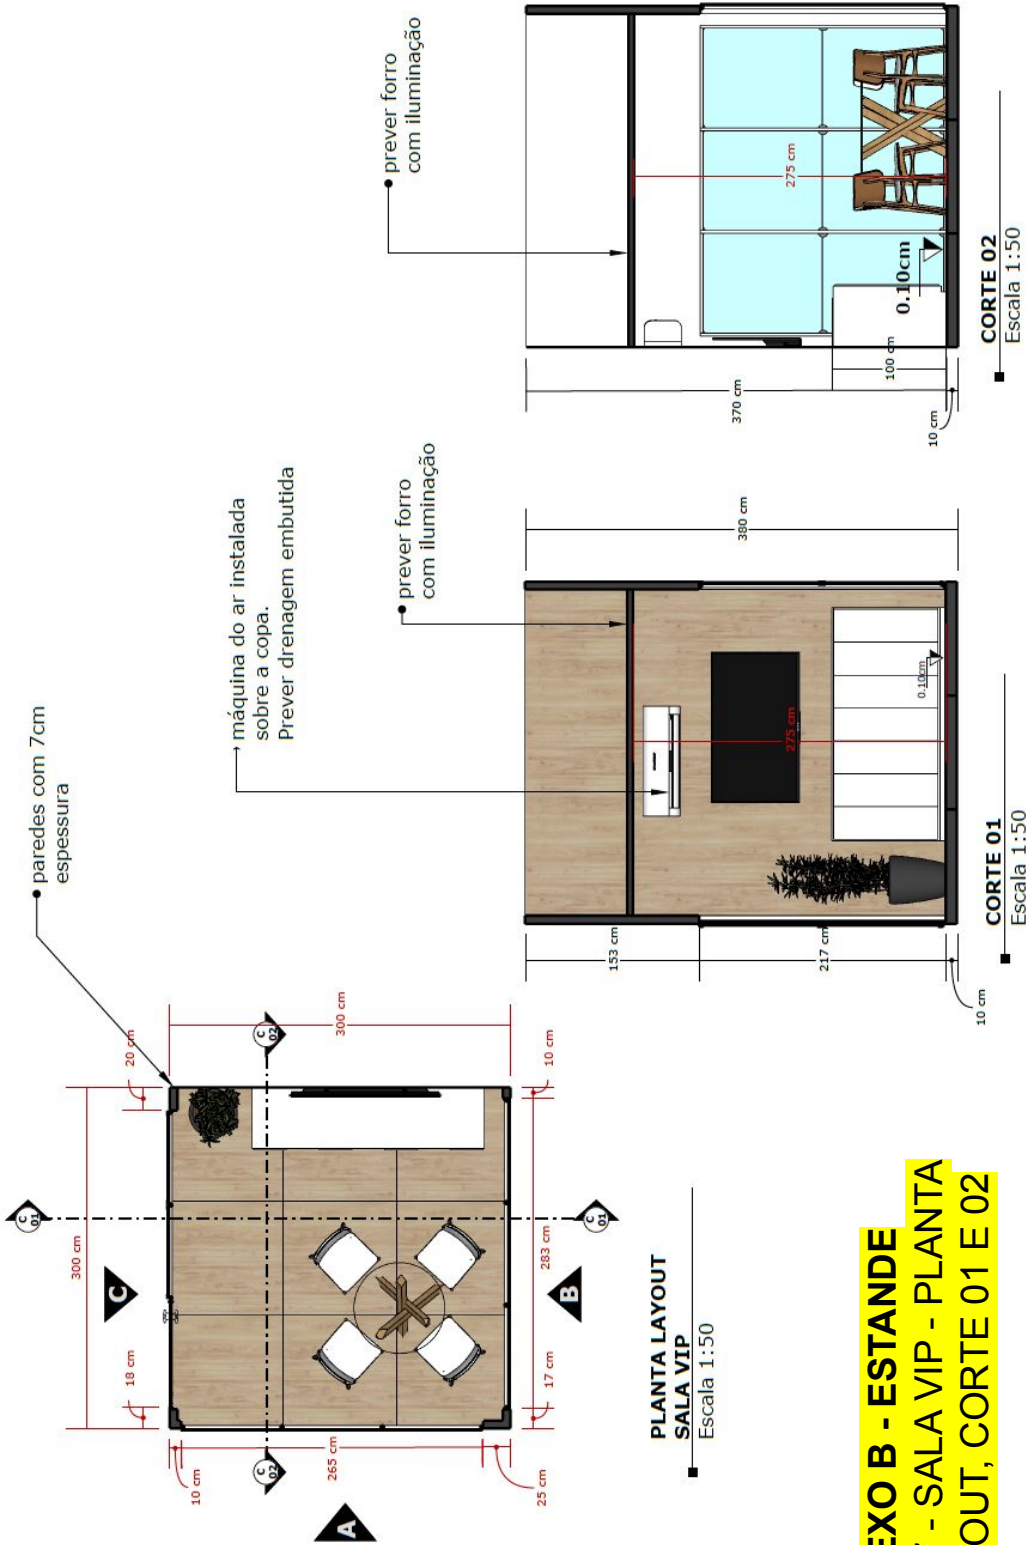 paredes com 7cm
espessura
máquina do ar instalada
sobre a copa.
Prever drenagem embutida
prever forro
com iluminação
prever forro
com iluminação
300 cm
300 cm
20 cm
18 cm
10 cm
265 cm
25 cm
17 cm
283 cm
10 cm
C
01
C
01
C
02
C
02
A
B
C
PLANTA LAYOUT
SALA VIP
Escala 1:50
153 cm
217 cm
10 cm
380 cm
275 cm
0.10cm
CORTE 01
Escala 1:50
370 cm
100 cm
10 cm
275 cm
0.10cm
CORTE 02
Escala 1:50
EXO B - ESTANDE
- SALA VIP - PLANTA
OUT, CORTE 01 E 02